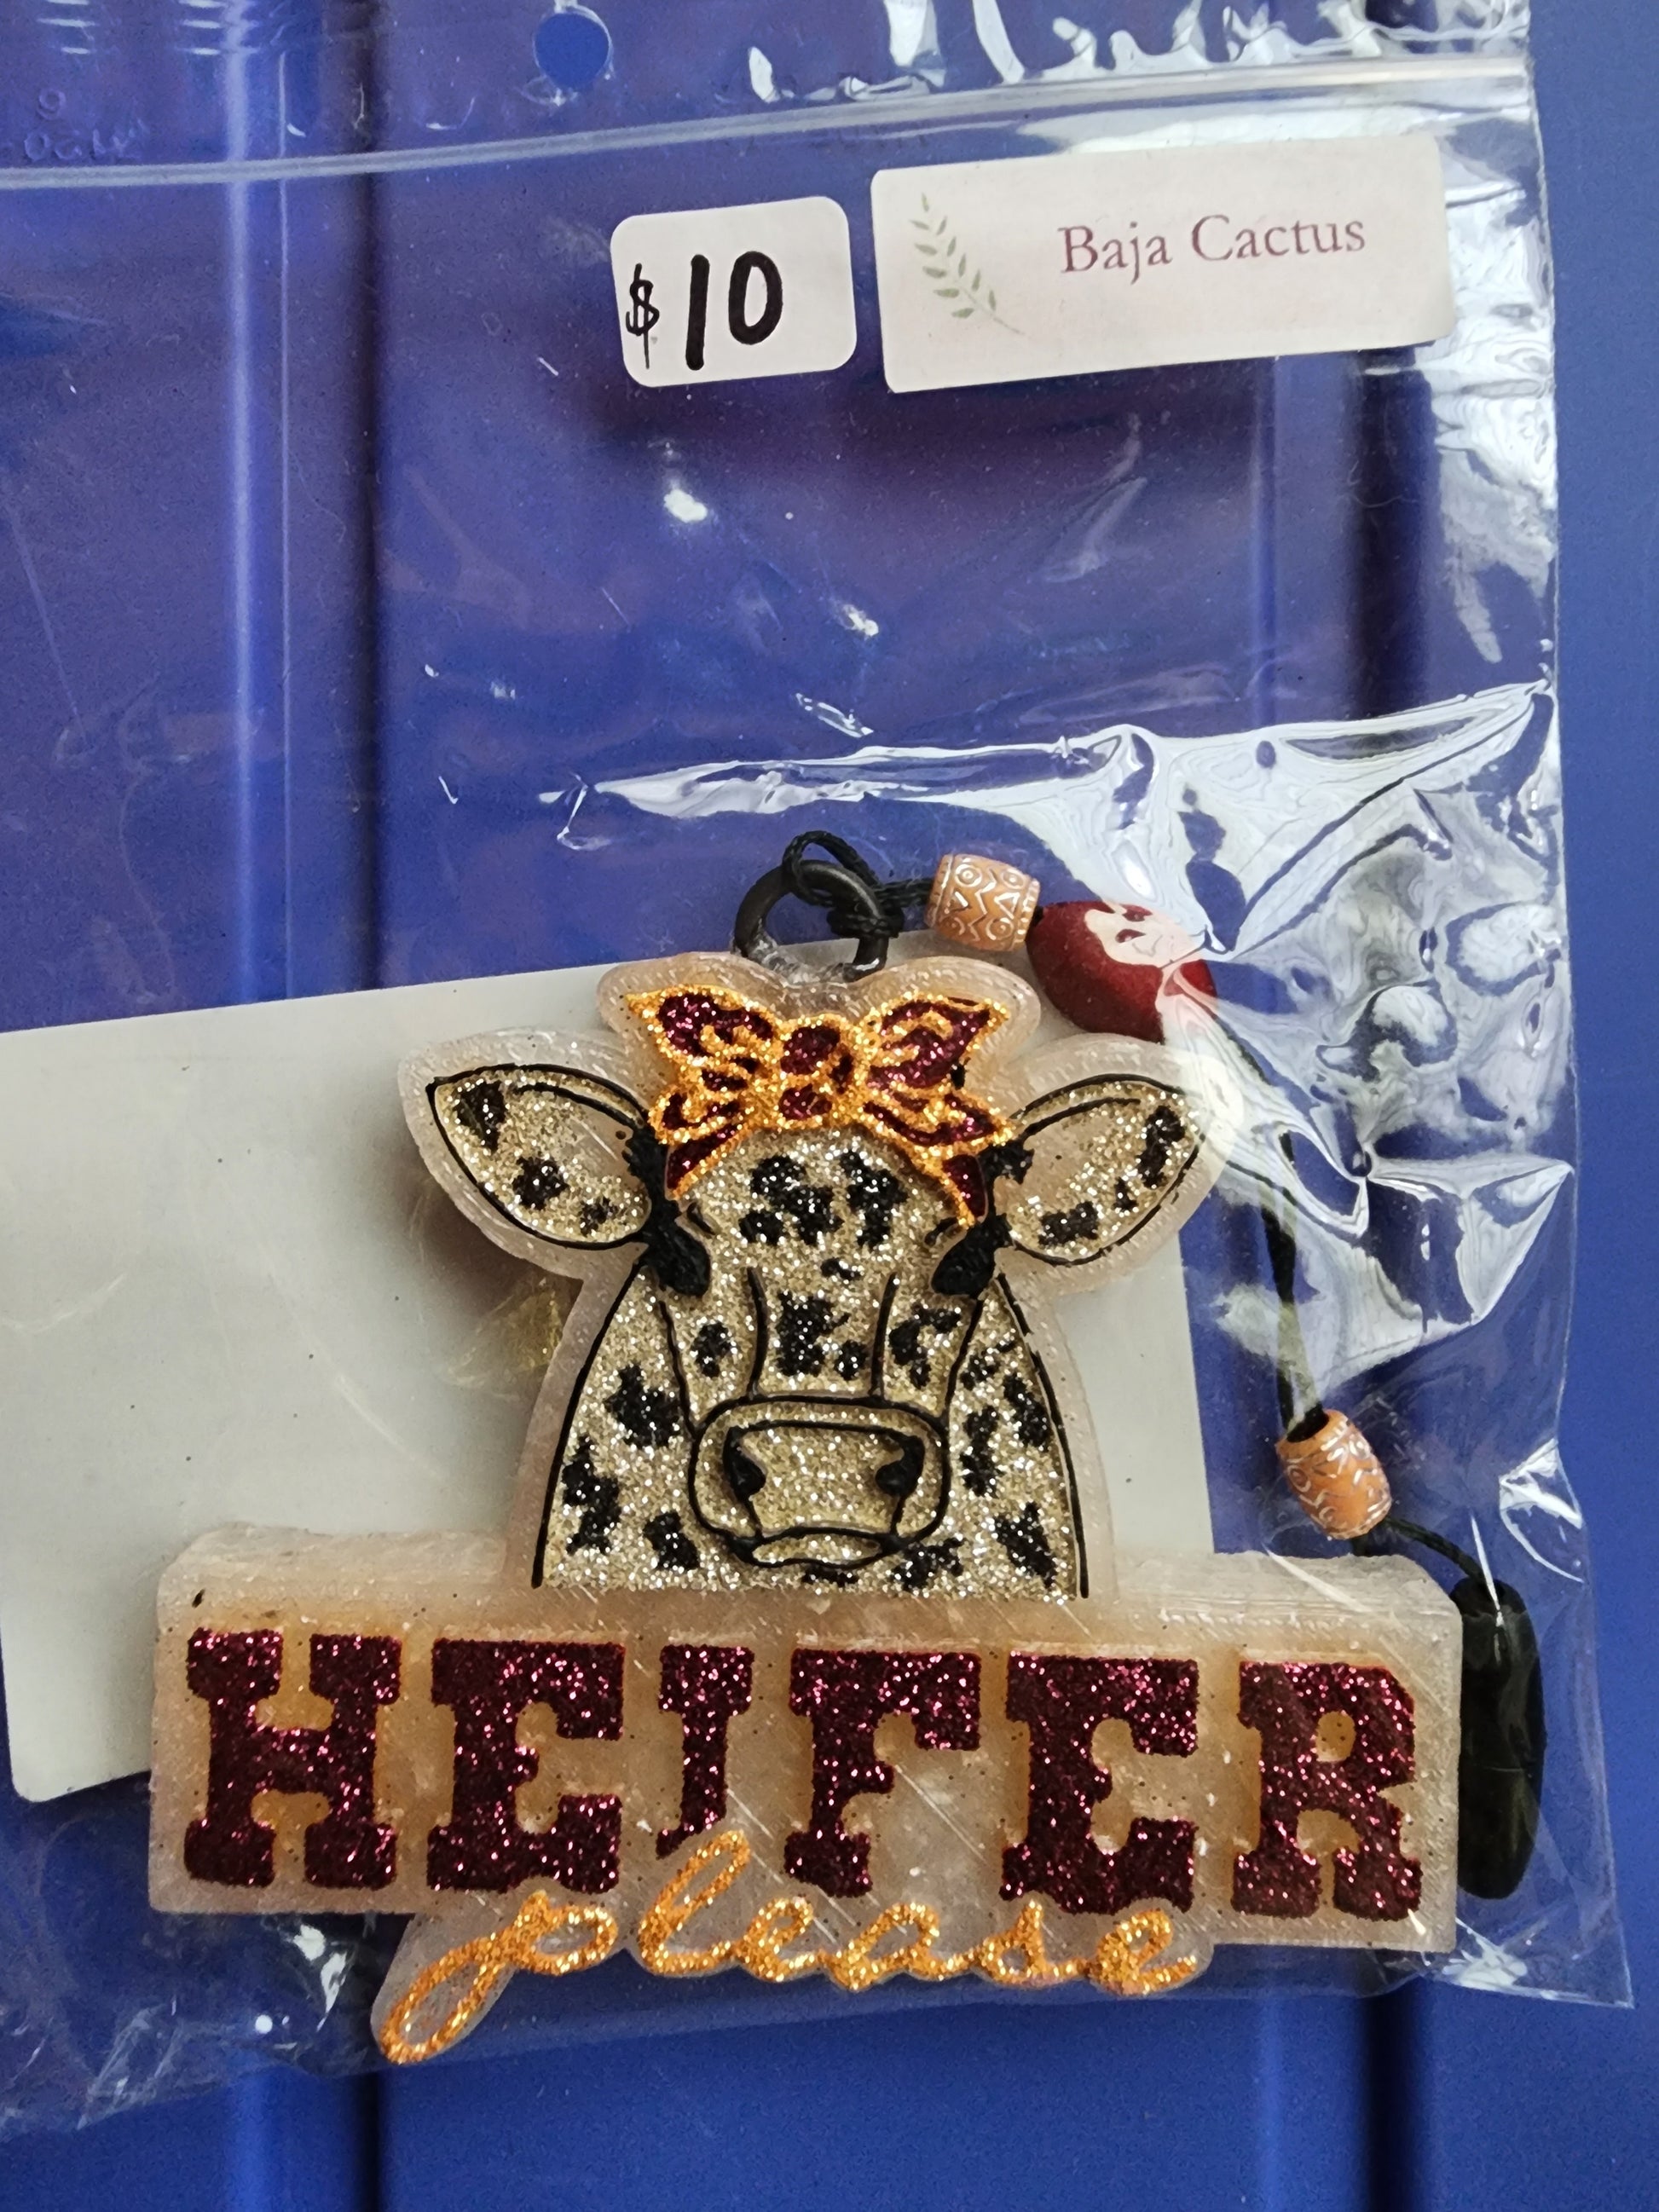 $10
Baja Cactus
HEIFER
please